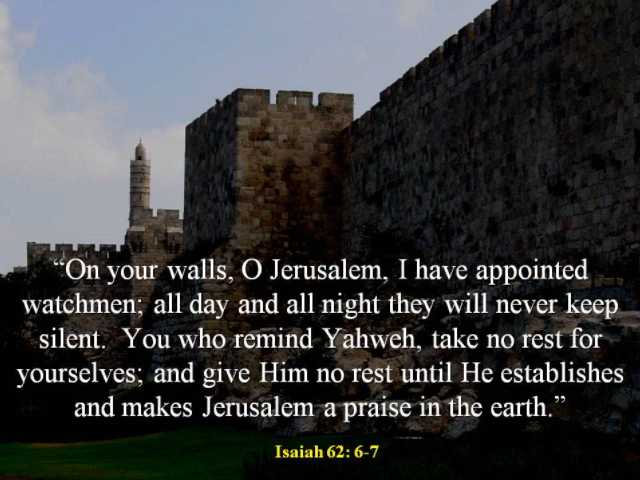 “On your walls, O Jerusalem, I have appointed
watchmen; all day and all night they will never keep
silent.  You who remind Yahweh, take no rest for
yourselves; and give Him no rest until He establishes
and makes Jerusalem a praise in the earth.”
Isaiah 62: 6-7